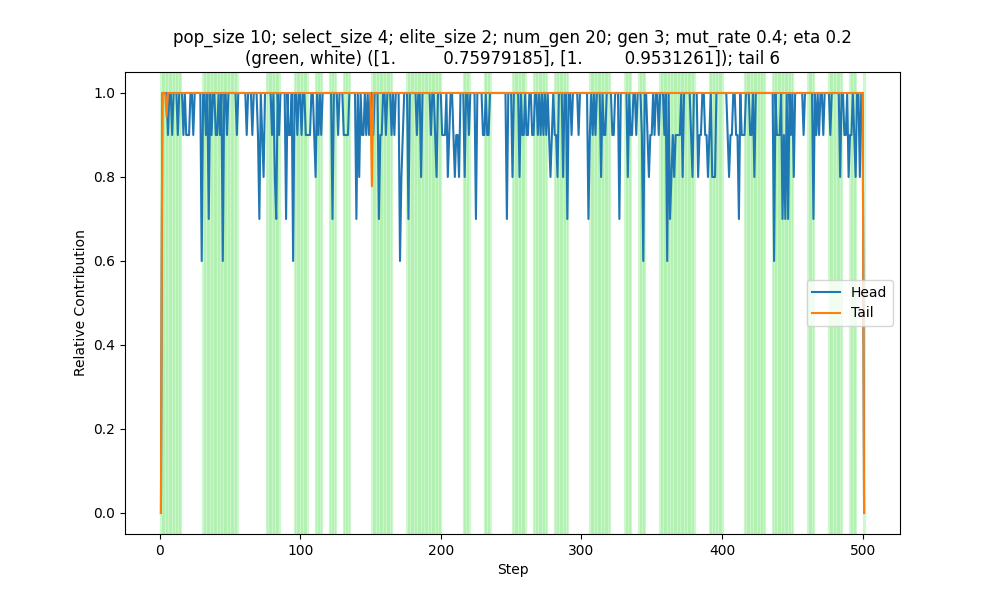 pop_size 10; select_size 4; elite_size 2; num_gen 20; gen 3; mut_rate 0.4; eta 0.2
(green, white) ([1.          0.75979185], [1.         0.9531261]); tail 6
1.0
0.8
0.6
0.4
0.2
0.0
Relative Contribution
Head
Tail
0
100
200
300
400
500
Step